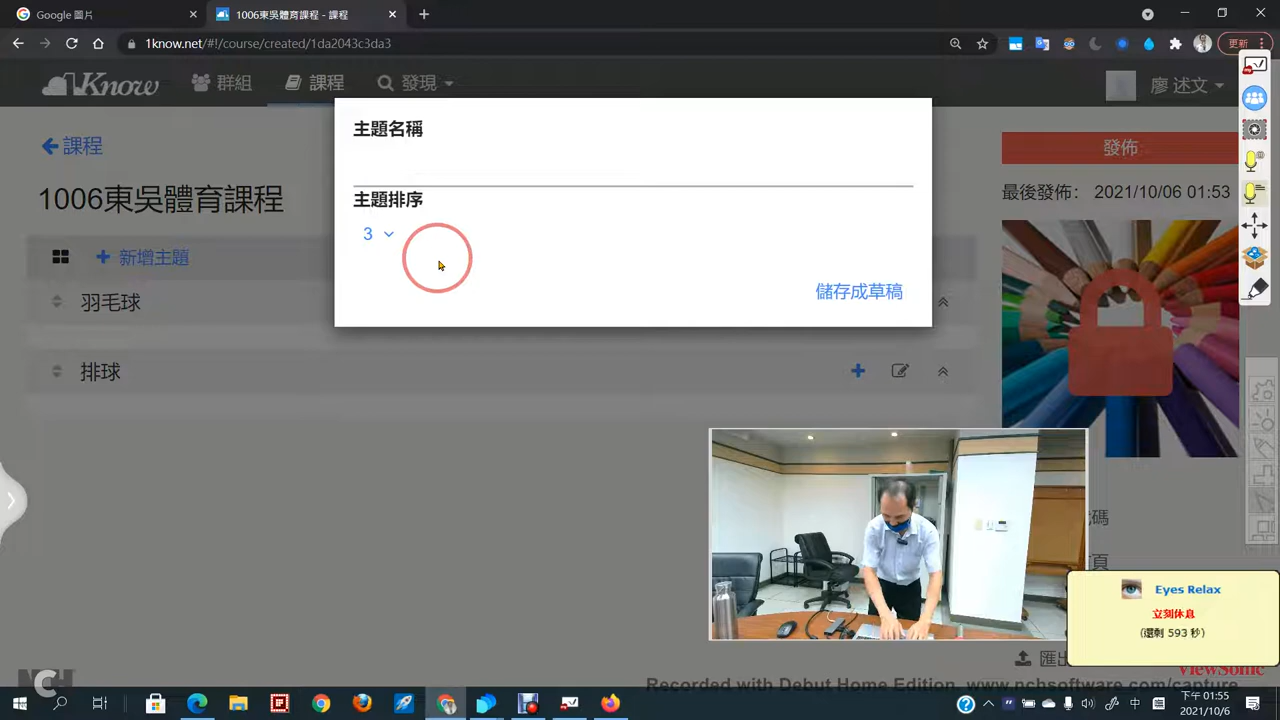 Google 圖片
1006東吳體育課程 - 課程
1know.net/#!/course/created/1da2043c3da3
更新
1Know
群組
課程
發現
廖 述文
主題名稱
課程
發佈
1006東吳體育課程
最後發佈： 2021/10/06 01:53
主題排序
3
新增主題
儲存成草稿
羽毛球
排球
碼
頁
Eyes Relax
立刻休息
(還剩 593 秒)
匯出
NCH
ViewSonic
Recorded with Debut Home Edition. www.nchsoftware.com/capture
中
下午 01:55
2021/10/6